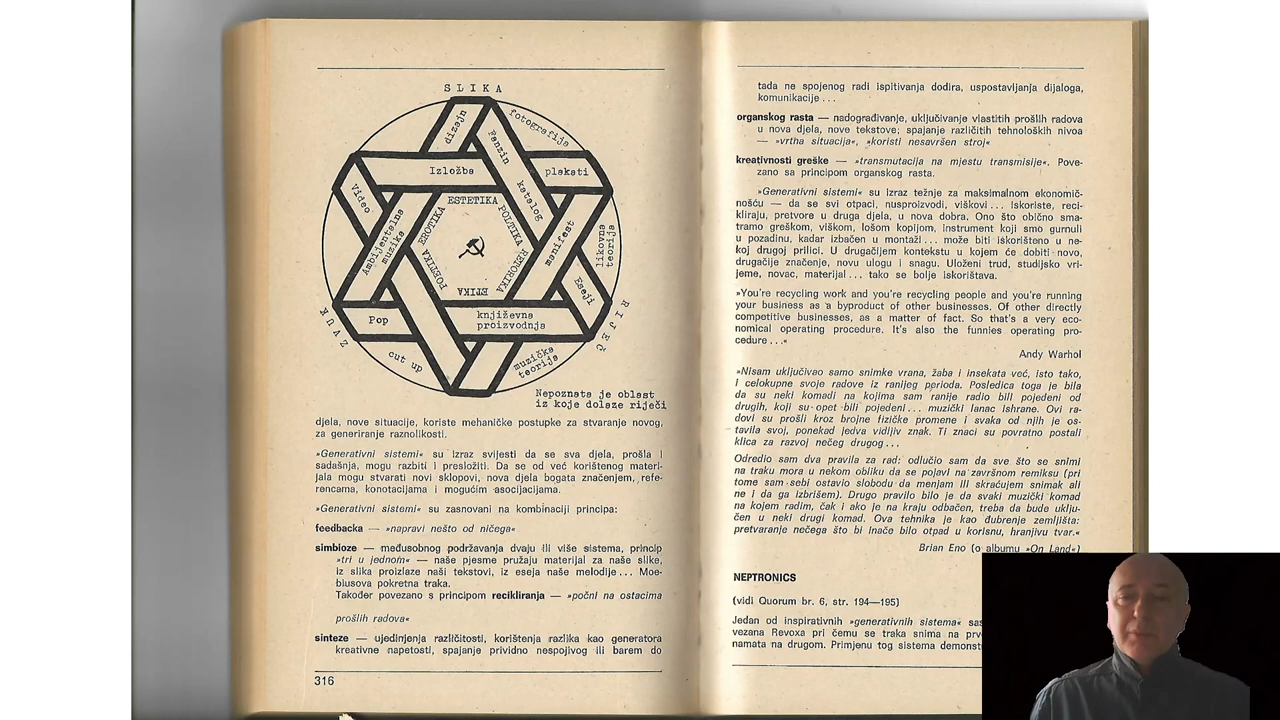 SLIKA
dizajn
fotografija
Fanzin
katalog
Izložba
plakati
Video
Ambijentalna
muzika
ESTETIKA
POLITIKA
RETORIKA
ETIKA
POETIKA
EROTIKA
manifest
likovna
teorija
Eseji
ZVUK
RIJEČ
Pop
književna
proizvodnja
cut up
muzička
teorija
Nepoznata je oblast
iz koje dolaze riječi
djela, nove situacije, koriste mehaničke postupke za stvaranje novog,
za generiranje raznolikosti.
»Generativni sistemi« su izraz svijesti da se sva djela, prošla i
sadašnja, mogu razbiti i presložiti. Da se od već korištenog materi-
jala mogu stvarati novi sklopovi, nova djela bogata značenjem, refe-
rencama, konotacijama i mogućim asocijacijama.
»Generativni sistemi« su zasnovani na kombinaciji principa:
feedbacka — »napravi nešto od ničega«
simbioze — međusobnog podržavanja dvaju ili više sistema, princip
»tri u jednom« — naše pjesme pružaju materijal za naše slike,
iz slika proizlaze naši tekstovi, iz eseja naše melodije... Moe-
biusova pokretna traka.
Također povezano s principom recikliranja — »počni na ostacima
prošlih radova«
sinteze — ujedinjenja različitosti, korištenja razlika kao generatora
kreativne napetosti, spajanje prividno nespojivog ili barem do
316
tada ne spojenog radi ispitivanja dodira, uspostavljanja dijaloga,
komunikacije...
organskog rasta — nadograđivanje, uključivanje vlastitih prošlih radova
u nova djela, nove tekstove; spajanje različitih tehnoloških nivoa
— »vrtna situacija«, »koristi nesavršen stroj«
kreativnosti greške — »transmutacija na mjestu transmisije«. Pove-
zano sa principom organskog rasta.
»Generativni sistemi« su izraz težnje za maksimalnom ekonomič-
nošću — da se svi otpaci, nusproizvodi, viškovi... iskoriste, reci-
kliraju, pretvore u druga djela, u nova dobra. Ono što obično sma-
tramo greškom, viškom, lošom kopijom, instrument koji smo gurnuli
u pozadinu, kadar izbačen u montaži... može biti iskorišteno u ne-
koj drugoj prilici. U drugačijem kontekstu u kojem će dobiti novo,
drugačije značenje, novu ulogu i snagu. Uloženi trud, studijsko vri-
jeme, novac, materijal... tako se bolje iskorištava.
»You're recycling work and you're recycling people and you're running
your business as a byproduct of other businesses. Of other directly
competitive businesses, as a matter of fact. So that's a very eco-
nomical operating procedure. It's also the funnies operating pro-
cedure...«
Andy Warhol
»Nisam uključivao samo snimke vrana, žaba i insekata već, isto tako,
i celokupne svoje radove iz ranijeg perioda. Posledica toga je bila
da su neki komadi na kojima sam ranije radio bili pojedeni od
drugih, koji su opet bili pojedeni... muzički lanac ishrane. Ovi ra-
dovi su prošli kroz brojne fizičke promene i svaka od njih je os-
tavila svoj, ponekad jedva vidljiv znak. Ti znaci su povratno postali
klica za razvoj nečeg drugog...
Odredio sam dva pravila za rad: odlučio sam da sve što se snimi
na traku mora u nekom obliku da se pojavi na završnom remiksu (pri
tome sam sebi ostavio slobodu da menjam ili skraćujem snimak ali
ne i da ga izbrišem). Drugo pravilo bilo je da svaki muzički komad
na kojem radim, čak i ako je na kraju odbačen, treba da bude uklju-
čen u neki drugi komad. Ova tehnika je kao đubrenje zemljišta:
pretvaranje nečega što bi inače bilo otpad u korisnu, hranjivu tvar.«
Brian Eno (o albumu »On Land«)
NEPTRONICS
(vidi Quorum br. 6, str. 194—195)
Jedan od inspirativnih »generativnih sistema« sas
vezana Revoxa pri čemu se traka snima na prv
namata na drugom. Primjenu tog sistema demonst